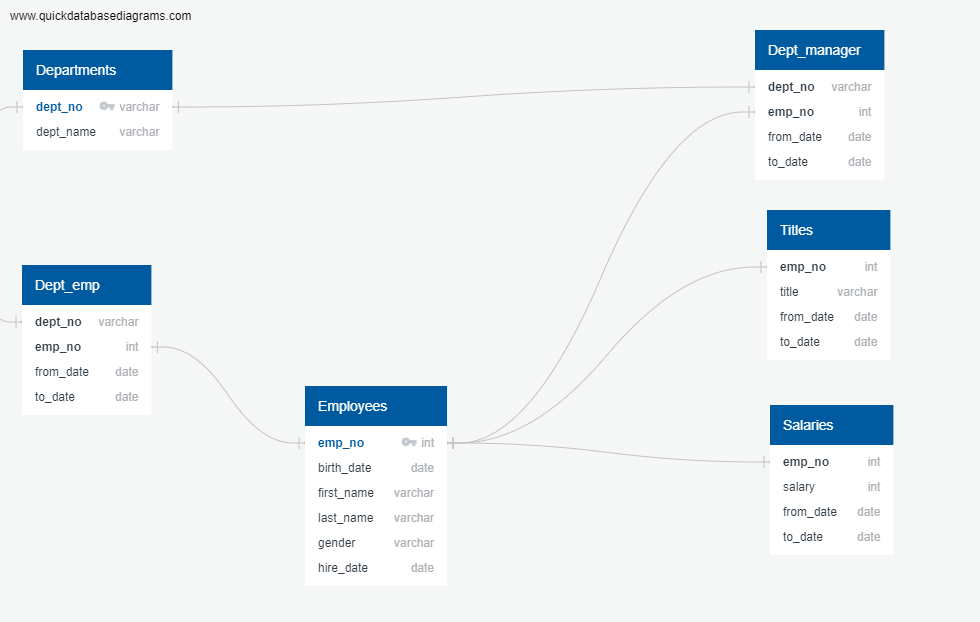 www.quickdatabasediagrams.com
Departments
dept_no varchar
dept_name varchar
Dept_manager
dept_no varchar
emp_no int
from_date date
to_date date
Titles
emp_no int
title varchar
from_date date
to_date date
Dept_emp
dept_no varchar
emp_no int
from_date date
to_date date
Employees
emp_no int
birth_date date
first_name varchar
last_name varchar
gender varchar
hire_date date
Salaries
emp_no int
salary int
from_date date
to_date date